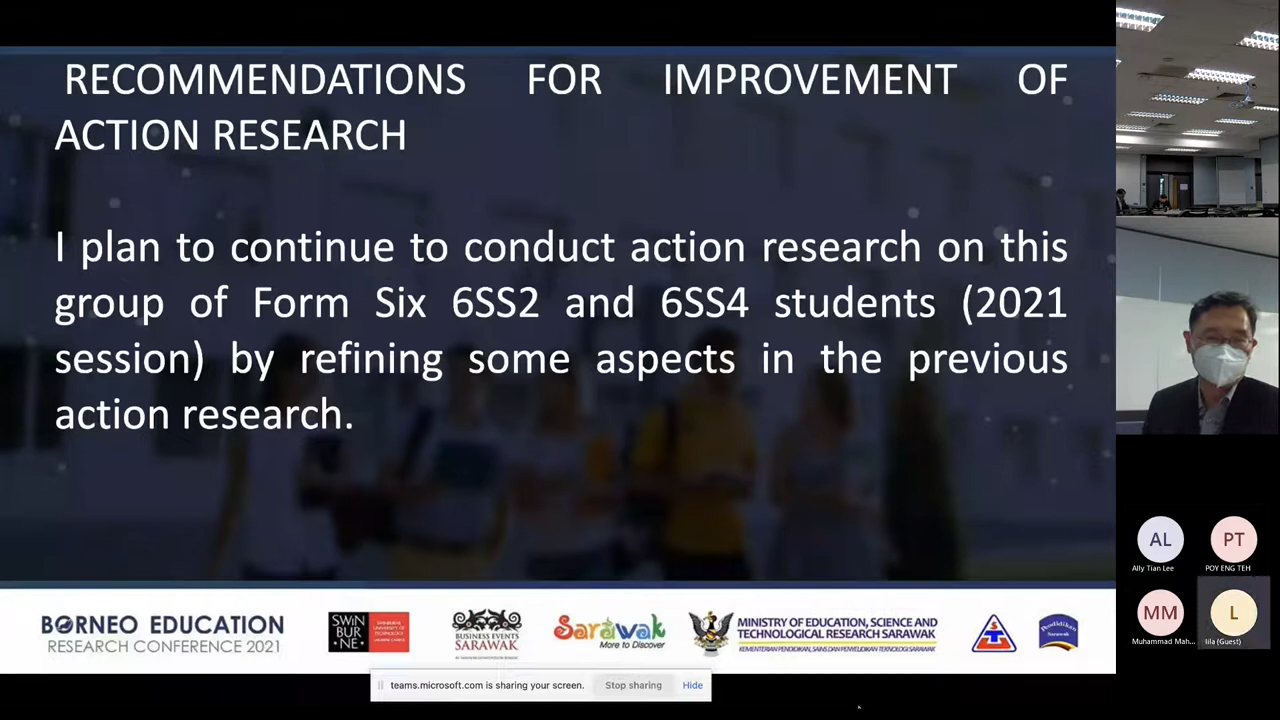 RECOMMENDATIONS FOR IMPROVEMENT OF
ACTION RESEARCH
I plan to continue to conduct action research on this
group of Form Six 6SS2 and 6SS4 students (2021
session) by refining some aspects in the previous
action research.
BORNEO EDUCATION
RESEARCH CONFERENCE 2021
SWIN
BUR
NE
BUSINESS EVENTS
SARAWAK
Sarawak
More to Discover
MINISTRY OF EDUCATION, SCIENCE AND
TECHNOLOGICAL RESEARCH SARAWAK
KEMENTERIAN PENDIDIKAN, SAINS DAN PENYELIDIKAN TEKNOLOGI SARAWAK
Pendidikan
Sarawak
teams.microsoft.com is sharing your screen.
Stop sharing
Hide
AL
Ally Tian Lee
PT
POY ENG TEH
MM
Muhammad Mah...
L
lila (Guest)